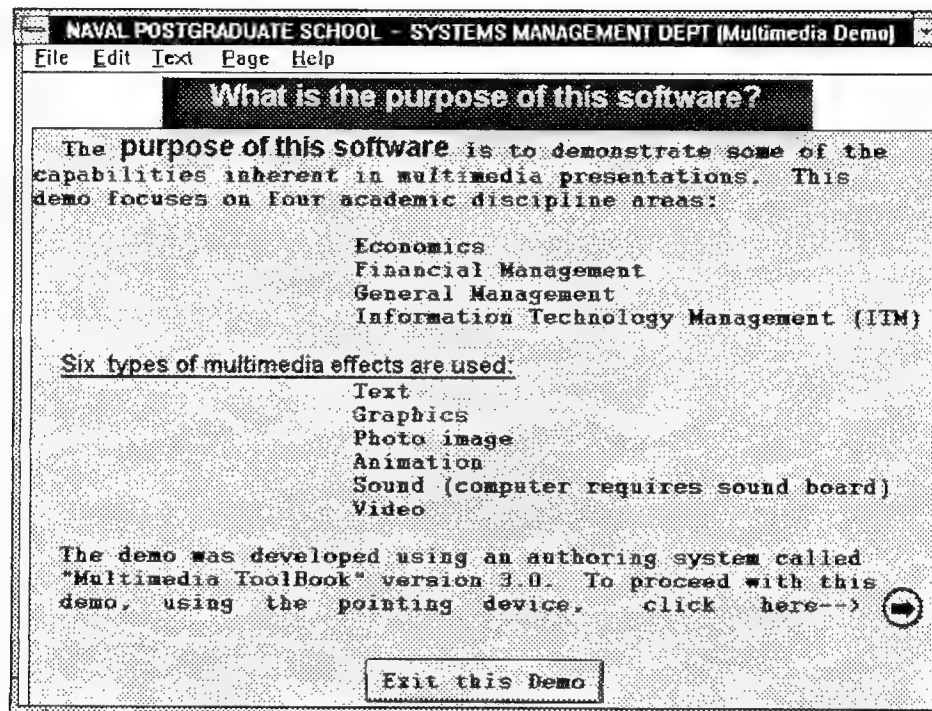 NAVAL POSTGRADUATE SCHOOL - SYSTEMS MANAGEMENT DEPT (Multimedia Demo)
File Edit Text Page Help
What is the purpose of this software?
The purpose of this software is to demonstrate some of the
capabilities inherent in multimedia presentations. This
demo focuses on four academic discipline areas:
Economics
Financial Management
General Management
Information Technology Management (ITM)
Six types of multimedia effects are used:
Text
Graphics
Photo image
Animation
Sound (computer requires sound board)
Video
The demo was developed using an authoring system called
"Multimedia ToolBook" version 3.0. To proceed with this
demo, using the pointing device, click here-->
Exit this Demo